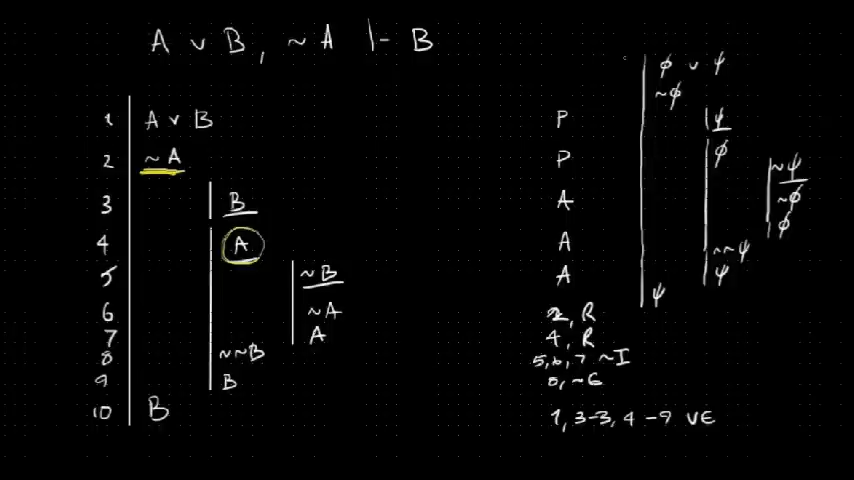 A ∨ B, ~A |- B
1 A ∨ B P
2 ~A P
3 B A
4 A A
5 ~B A
6 ~A 2, R
7 A 4, R
8 ~~B 5, 6, 7 ~I
9 B 8, ~E
10 B 1, 3-3, 4-9 ∨E
ϕ ∨ ψ
~ϕ
ψ
ϕ
~ψ
~ϕ
ϕ
~~ψ
ψ
ψ